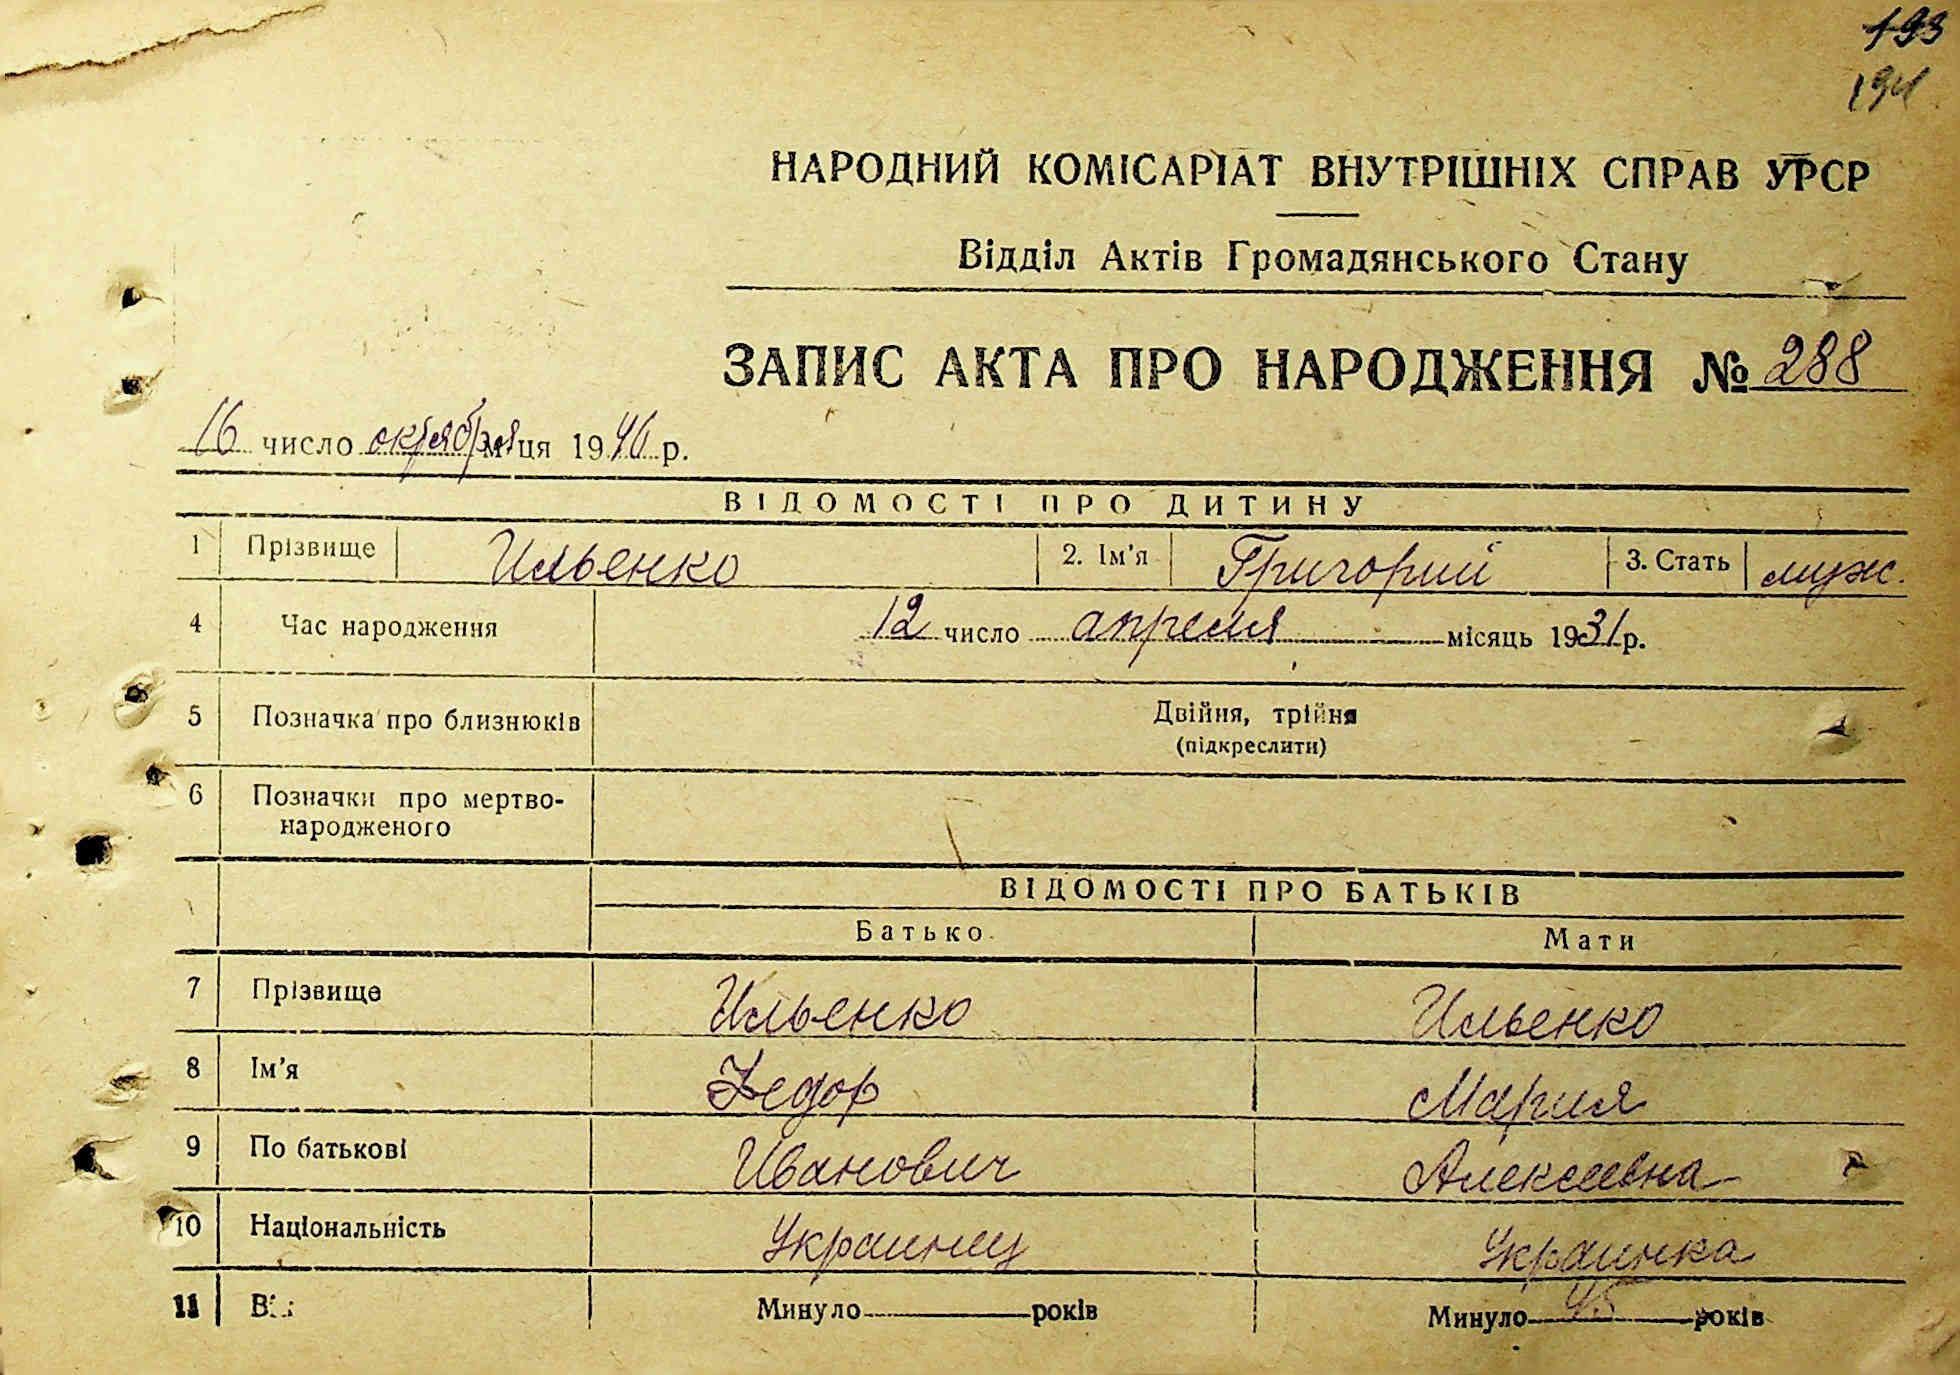 193
194
НАРОДНИЙ КОМІСАРІАТ ВНУТРІШНІХ СПРАВ УРСР
Відділ Актів Громадянського Стану
ЗАПИС АКТА ПРО НАРОДЖЕННЯ № 288
16 число октября м-ця 1946 р.
ВІДОМОСТІ ПРО ДИТИНУ
1 Прізвище Ильенко 2. Ім'я Григорий 3. Стать муж.
4 Час народження 12 число апреля місяць 1931 р.
5 Позначка про близнюків Двійня, трійня
(підкреслити)
6 Позначки про мертво-
народженого
ВІДОМОСТІ ПРО БАТЬКІВ
Батько Мати
7 Прізвище Ильенко Ильенко
8 Ім'я Федор Мария
9 По батькові Иванович Алексеевна
10 Національність Украинец Украинка
11 Вік Минуло років Минуло 45 років